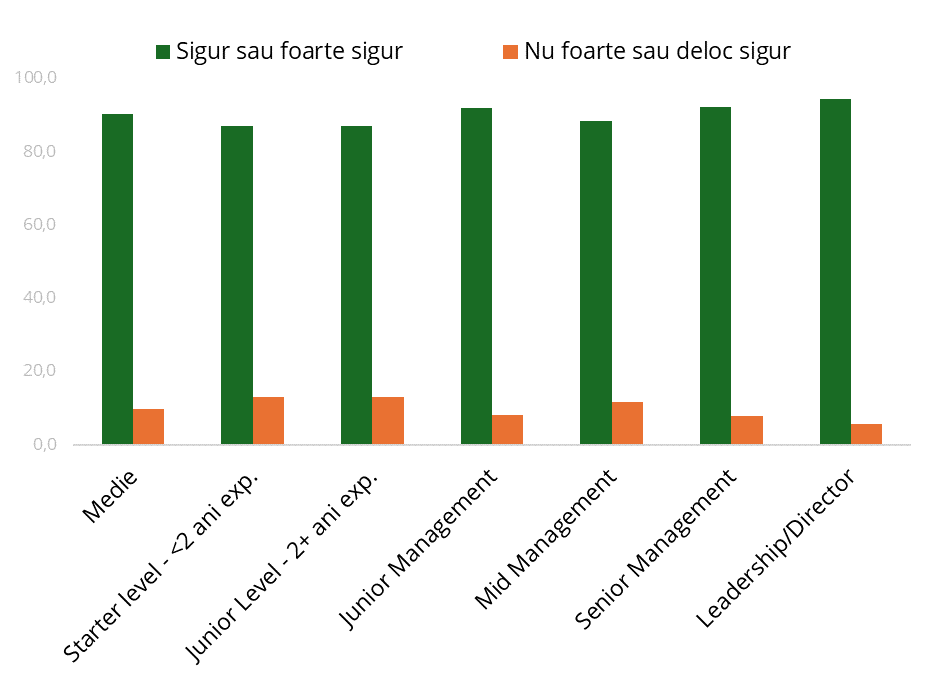 Sigur sau foarte sigur
Nu foarte sau deloc sigur
100,0
80,0
60,0
40,0
20,0
0,0
Medie
Starter level - <2 ani exp.
Junior Level - 2+ ani exp.
Junior Management
Mid Management
Senior Management
Leadership/Director